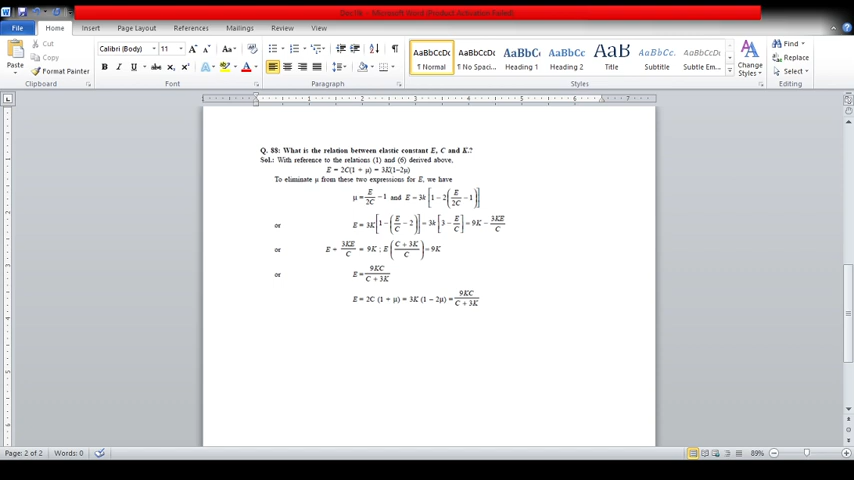 Doc1b - Microsoft Word (Product Activation Failed)
File Home Insert Page Layout References Mailings Review View
Paste
Cut
Copy
Format Painter
Clipboard
Calibri (Body) 11
Font
Paragraph
AaBbCcDc AaBbCcDc AaBbCc AaBbCc AaB AaBbCc. AaBbCcDc
¶ Normal ¶ No Spaci... Heading 1 Heading 2 Title Subtitle Subtle Em...
Styles
Change Styles
Find
Replace
Select
Editing
Q. 88: What is the relation between elastic constant E, C and K.?
Sol.: With reference to the relations (1) and (6) derived above,
E = 2C(1 + μ) = 3K(1–2μ)
To eliminate μ from these two expressions for E, we have
μ = E/2C – 1 and E = 3k [1 – 2(E/2C – 1)]
or E = 3K[1 – (E/C – 2)] = 3k [3 – E/C] = 9K – 3KE/C
or E + 3KE/C = 9K ; E((C + 3K)/C) = 9K
or E = 9KC/(C + 3K)
E = 2C (1 + μ) = 3K (1 – 2μ) = 9KC/(C + 3K)
Page: 2 of 2 Words: 0 89%